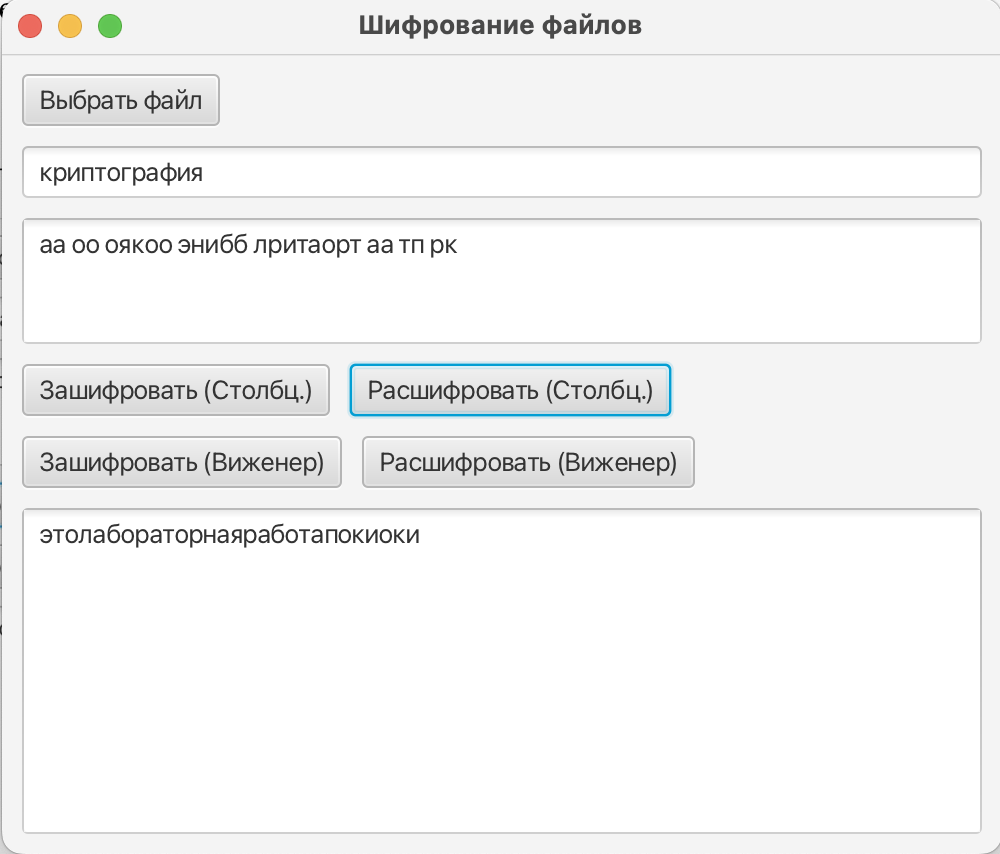 Шифрование файлов
Выбрать файл
криптография
аа оо оякоо энибб лритаорт аа тп рк
Зашифровать (Столбц.) Расшифровать (Столбц.)
Зашифровать (Виженер) Расшифровать (Виженер)
этолабораторнаяработапокиоки